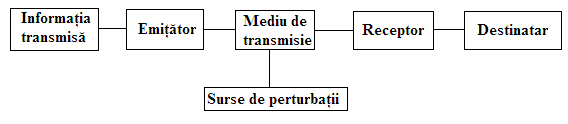 Informația
transmisă
Emițător
Mediu de
transmisie
Receptor
Destinatar
Surse de perturbații